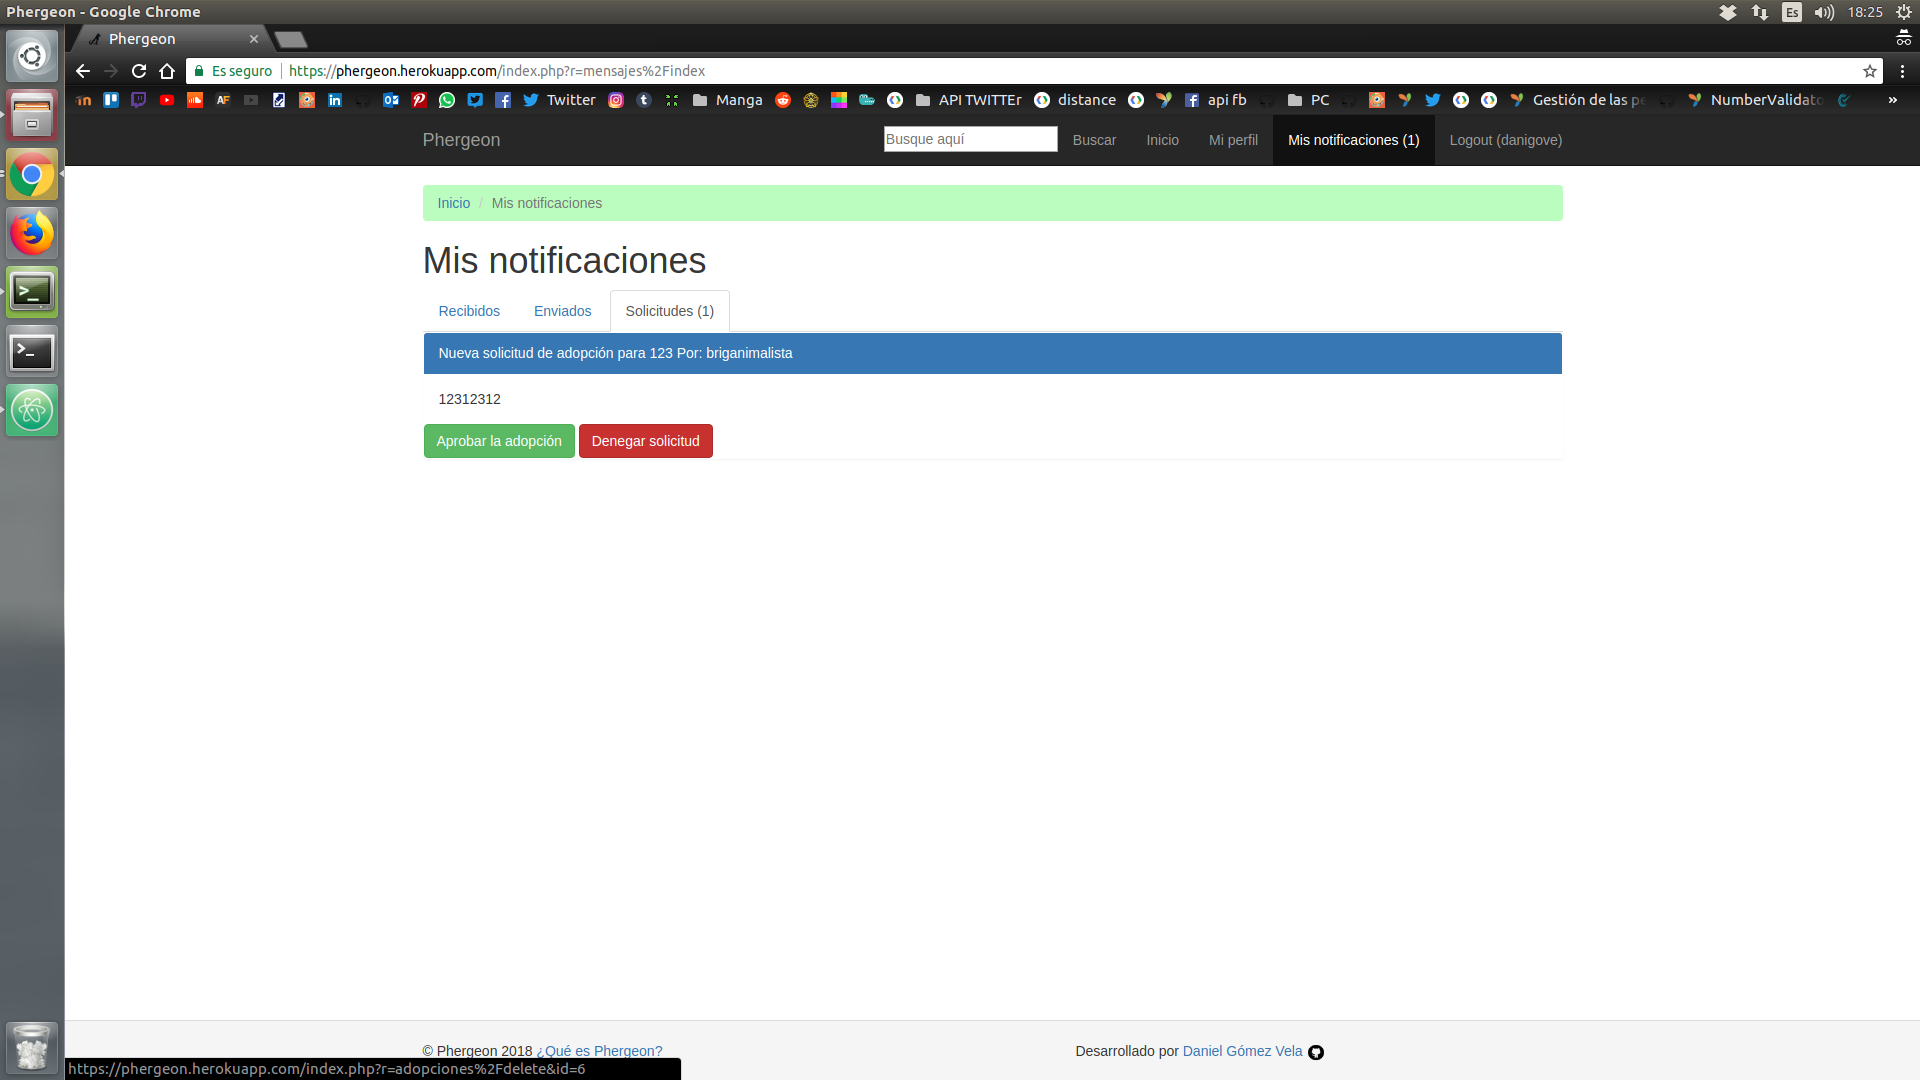 Phergeon - Google Chrome
Es
18:25
Phergeon
Es seguro
https://phergeon.herokuapp.com/index.php?r=mensajes%2Findex
in
AF
Twitter
Manga
API TWITTEr
distance
api fb
PC
Gestión de las pe
NumberValidato
»
Phergeon
Busque aquí
Buscar
Inicio
Mi perfil
Mis notificaciones (1)
Logout (danigove)
Inicio / Mis notificaciones
Mis notificaciones
Recibidos
Enviados
Solicitudes (1)
Nueva solicitud de adopción para 123 Por: briganimalista
12312312
Aprobar la adopción
Denegar solicitud
© Phergeon 2018 ¿Qué es Phergeon?
Desarrollado por Daniel Gómez Vela
https://phergeon.herokuapp.com/index.php?r=adopciones%2Fdelete&id=6